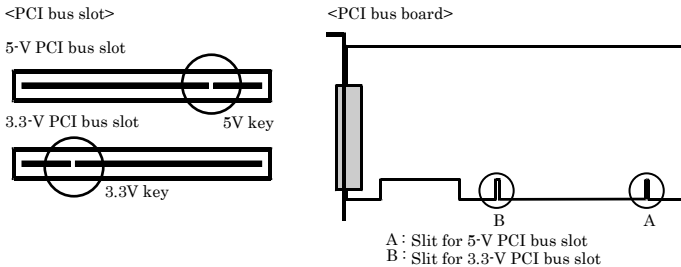 <PCI bus slot>
5-V PCI bus slot
5V key
3.3-V PCI bus slot
3.3V key
<PCI bus board>
B
A
A : Slit for 5-V PCI bus slot
B : Slit for 3.3-V PCI bus slot